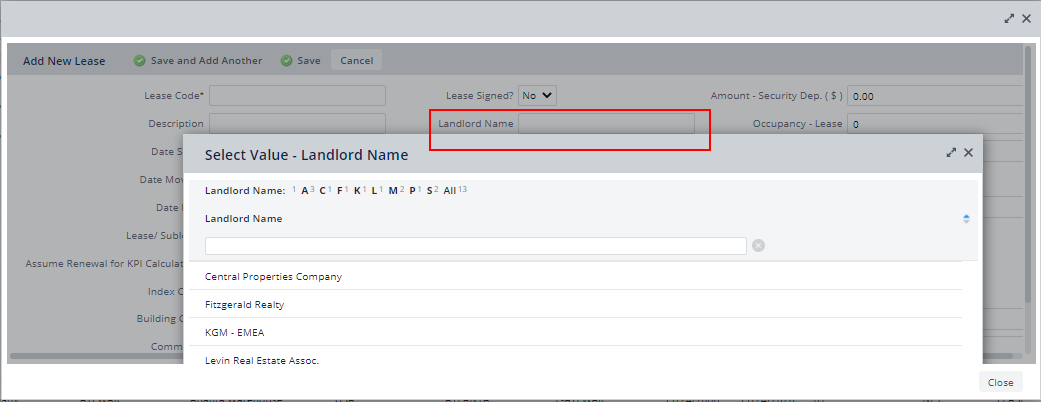 Add New Lease Save and Add Another Save Cancel
Lease Code* Lease Signed? No Amount - Security Dep. ( $ ) 0.00
Description Landlord Name Occupancy - Lease 0
Date S
Select Value - Landlord Name
Date Mov
Landlord Name: 1 A3 C1 F1 K1 L1 M2 P1 S2 All13
Date
Landlord Name
Lease/ Suble
Assume Renewal for KPI Calculat
Central Properties Company
Index
Fitzgerald Realty
Building
KGM - EMEA
Comm
Levin Real Estate Assoc.
Close